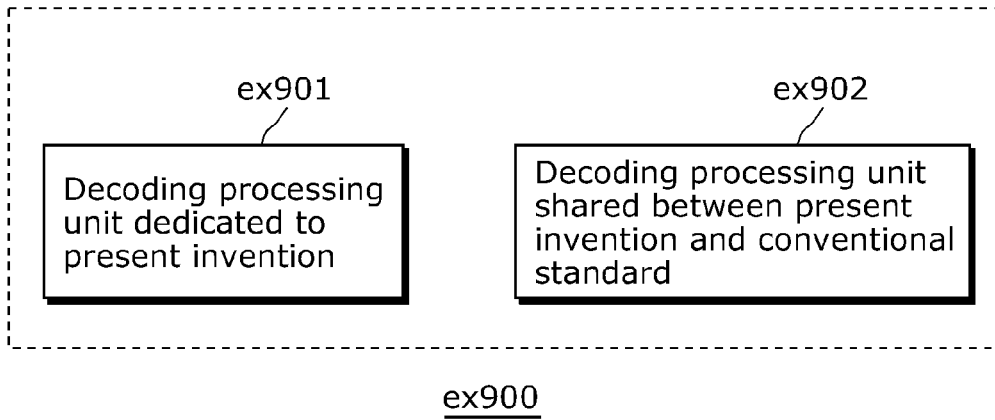 ex901
Decoding processing
unit dedicated to
present invention
ex902
Decoding processing unit
shared between present
invention and conventional
standard
ex900